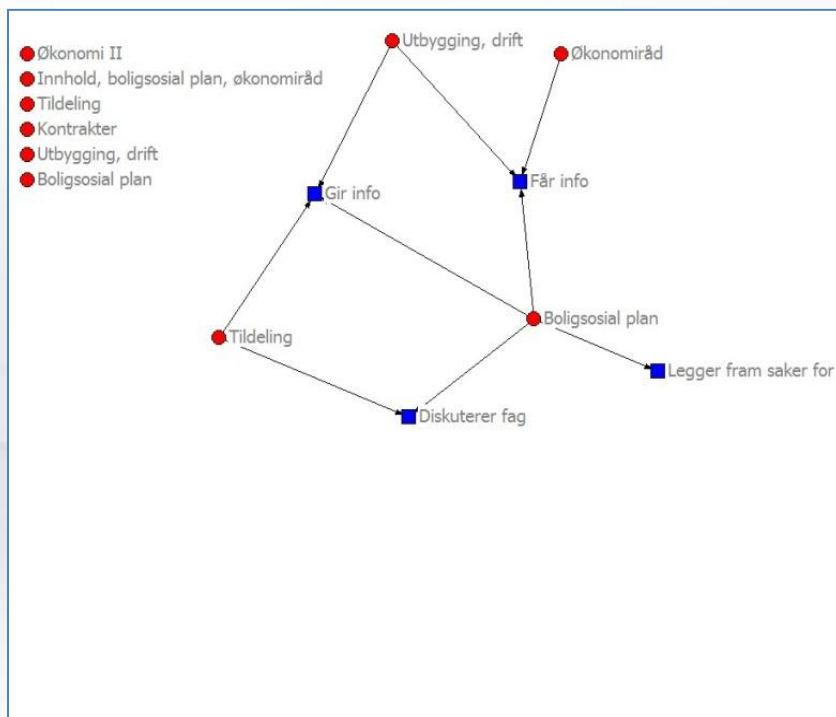 Økonomi II
Innhold, boligsosial plan, økonomiråd
Tildeling
Kontrakter
Utbygging, drift
Boligsosial plan
Utbygging, drift
Økonomiråd
Gir info
Får info
Tildeling
Boligsosial plan
Legger fram saker for
Diskuterer fag